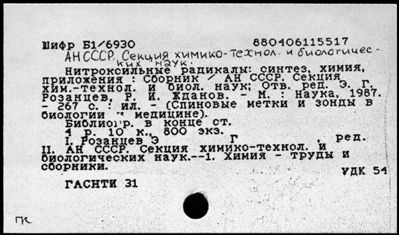 Шифр Б1/6930 880406115517
АН СССР. Секция химико-технол. и биологичес-
ких наук.
Нитроксильные радикалы: синтез, химия,
приложения : Сборник / АН СССР. Секция
хим.-технол. и биол. наук; Отв. ред. Э. Г.
Розанцев, Р. И. Жданов. - М. : Наука, 1987.
- 267 с. : ил. - (Спиновые метки и зонды в
биологии и медицине).
Библиогр. в конце ст.
4 р. 10 к., 800 экз.
I. Розанцев Э Г , ред.
II. АН СССР. Секция химико-технол. и
биологических наук.--1. Химия - труды и
сборники.
УДК 54
ГАСНТИ 31